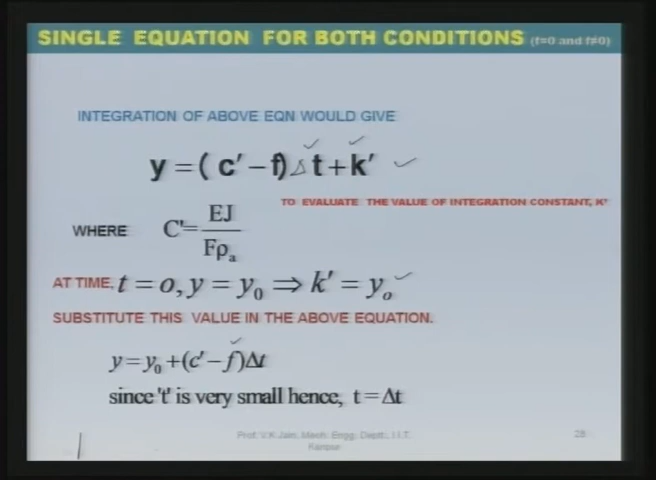 SINGLE EQUATION FOR BOTH CONDITIONS (f=0 and f≠0)
INTEGRATION OF ABOVE EQN WOULD GIVE
y = ( c′ – f) Δ t + k′
TO EVALUATE THE VALUE OF INTEGRATION CONSTANT, K'
WHERE C'= EJ / Fρₐ
AT TIME, t = o, y = y₀ ⇒ k′ = yₒ
SUBSTITUTE THIS VALUE IN THE ABOVE EQUATION.
y = y₀ + (c′ – f)Δt
since 't' is very small hence, t = Δt
Prof. V.K.Jain, Mech. Engg. Deptt., I.I.T. 28
Kanpur